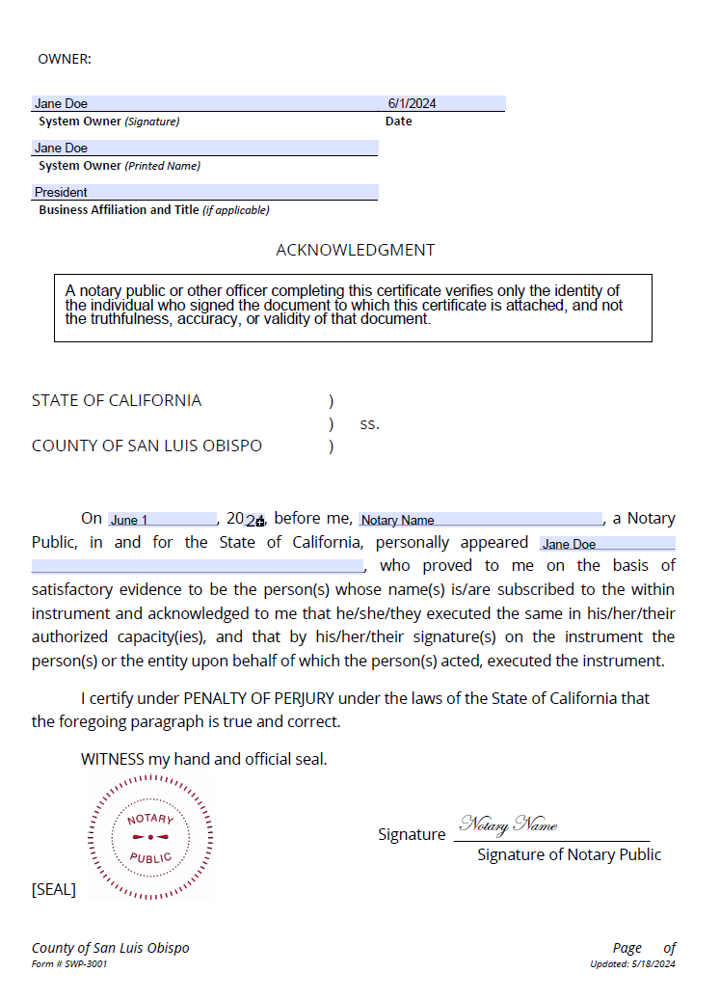 OWNER:
Jane Doe 6/1/2024
System Owner (Signature) Date
Jane Doe
System Owner (Printed Name)
President
Business Affiliation and Title (if applicable)
ACKNOWLEDGMENT
A notary public or other officer completing this certificate verifies only the identity of
the individual who signed the document to which this certificate is attached, and not
the truthfulness, accuracy, or validity of that document.
STATE OF CALIFORNIA )
) ss.
COUNTY OF SAN LUIS OBISPO )
On June 1, 2024, before me, Notary Name, a Notary
Public, in and for the State of California, personally appeared Jane Doe
, who proved to me on the basis of
satisfactory evidence to be the person(s) whose name(s) is/are subscribed to the within
instrument and acknowledged to me that he/she/they executed the same in his/her/their
authorized capacity(ies), and that by his/her/their signature(s) on the instrument the
person(s) or the entity upon behalf of which the person(s) acted, executed the instrument.
I certify under PENALTY OF PERJURY under the laws of the State of California that
the foregoing paragraph is true and correct.
WITNESS my hand and official seal.
NOTARY
PUBLIC
Signature Notary Name
Signature of Notary Public
[SEAL]
County of San Luis Obispo Page of
Form # SWP-3001 Updated: 5/18/2024